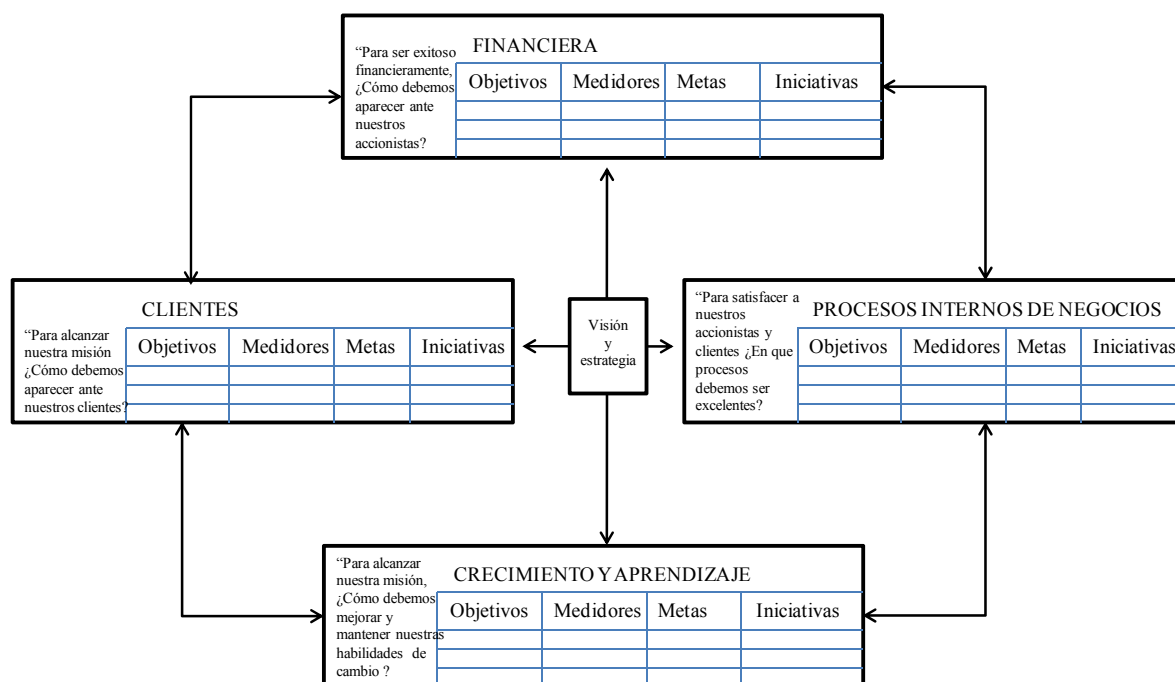 FINANCIERA
“Para ser exitoso
financieramente,
¿Cómo debemos
aparecer ante
nuestros
accionistas?
Objetivos Medidores Metas Iniciativas
CLIENTES
“Para alcanzar
nuestra misión
¿Cómo debemos
aparecer ante
nuestros clientes?
Objetivos Medidores Metas Iniciativas
Visión
y
estrategia
PROCESOS INTERNOS DE NEGOCIOS
“Para satisfacer a
nuestros
accionistas y
clientes ¿En que
procesos
debemos ser
excelentes?
Objetivos Medidores Metas Iniciativas
CRECIMIENTO Y APRENDIZAJE
“Para alcanzar
nuestra misión,
¿Cómo debemos
mejorar y
mantener nuestras
habilidades de
cambio ?
Objetivos Medidores Metas Iniciativas